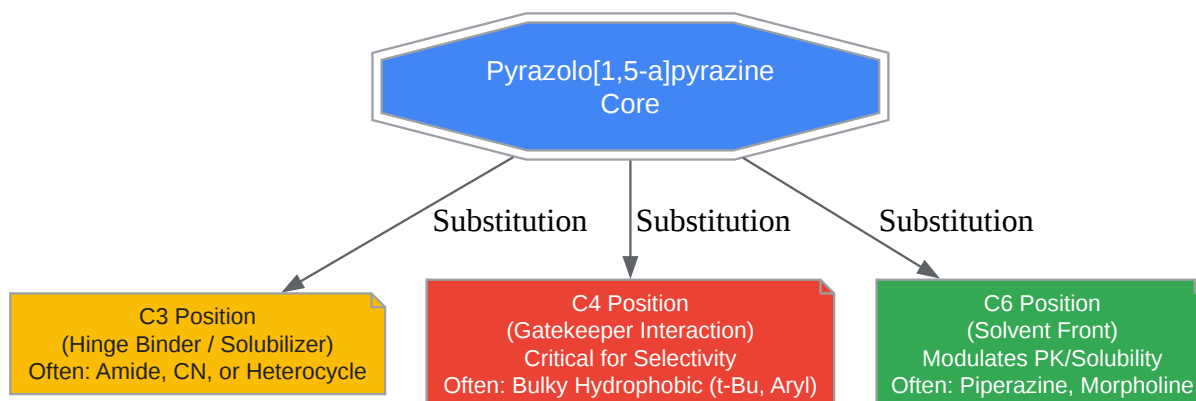 Pyrazolo[1,5-a]pyrazine
Core
Substitution
Substitution
Substitution
C3 Position
(Hinge Binder / Solubilizer)
Often: Amide, CN, or Heterocycle
C4 Position
(Gatekeeper Interaction)
Critical for Selectivity
Often: Bulky Hydrophobic (t-Bu, Aryl)
C6 Position
(Solvent Front)
Modulates PK/Solubility
Often: Piperazine, Morpholine